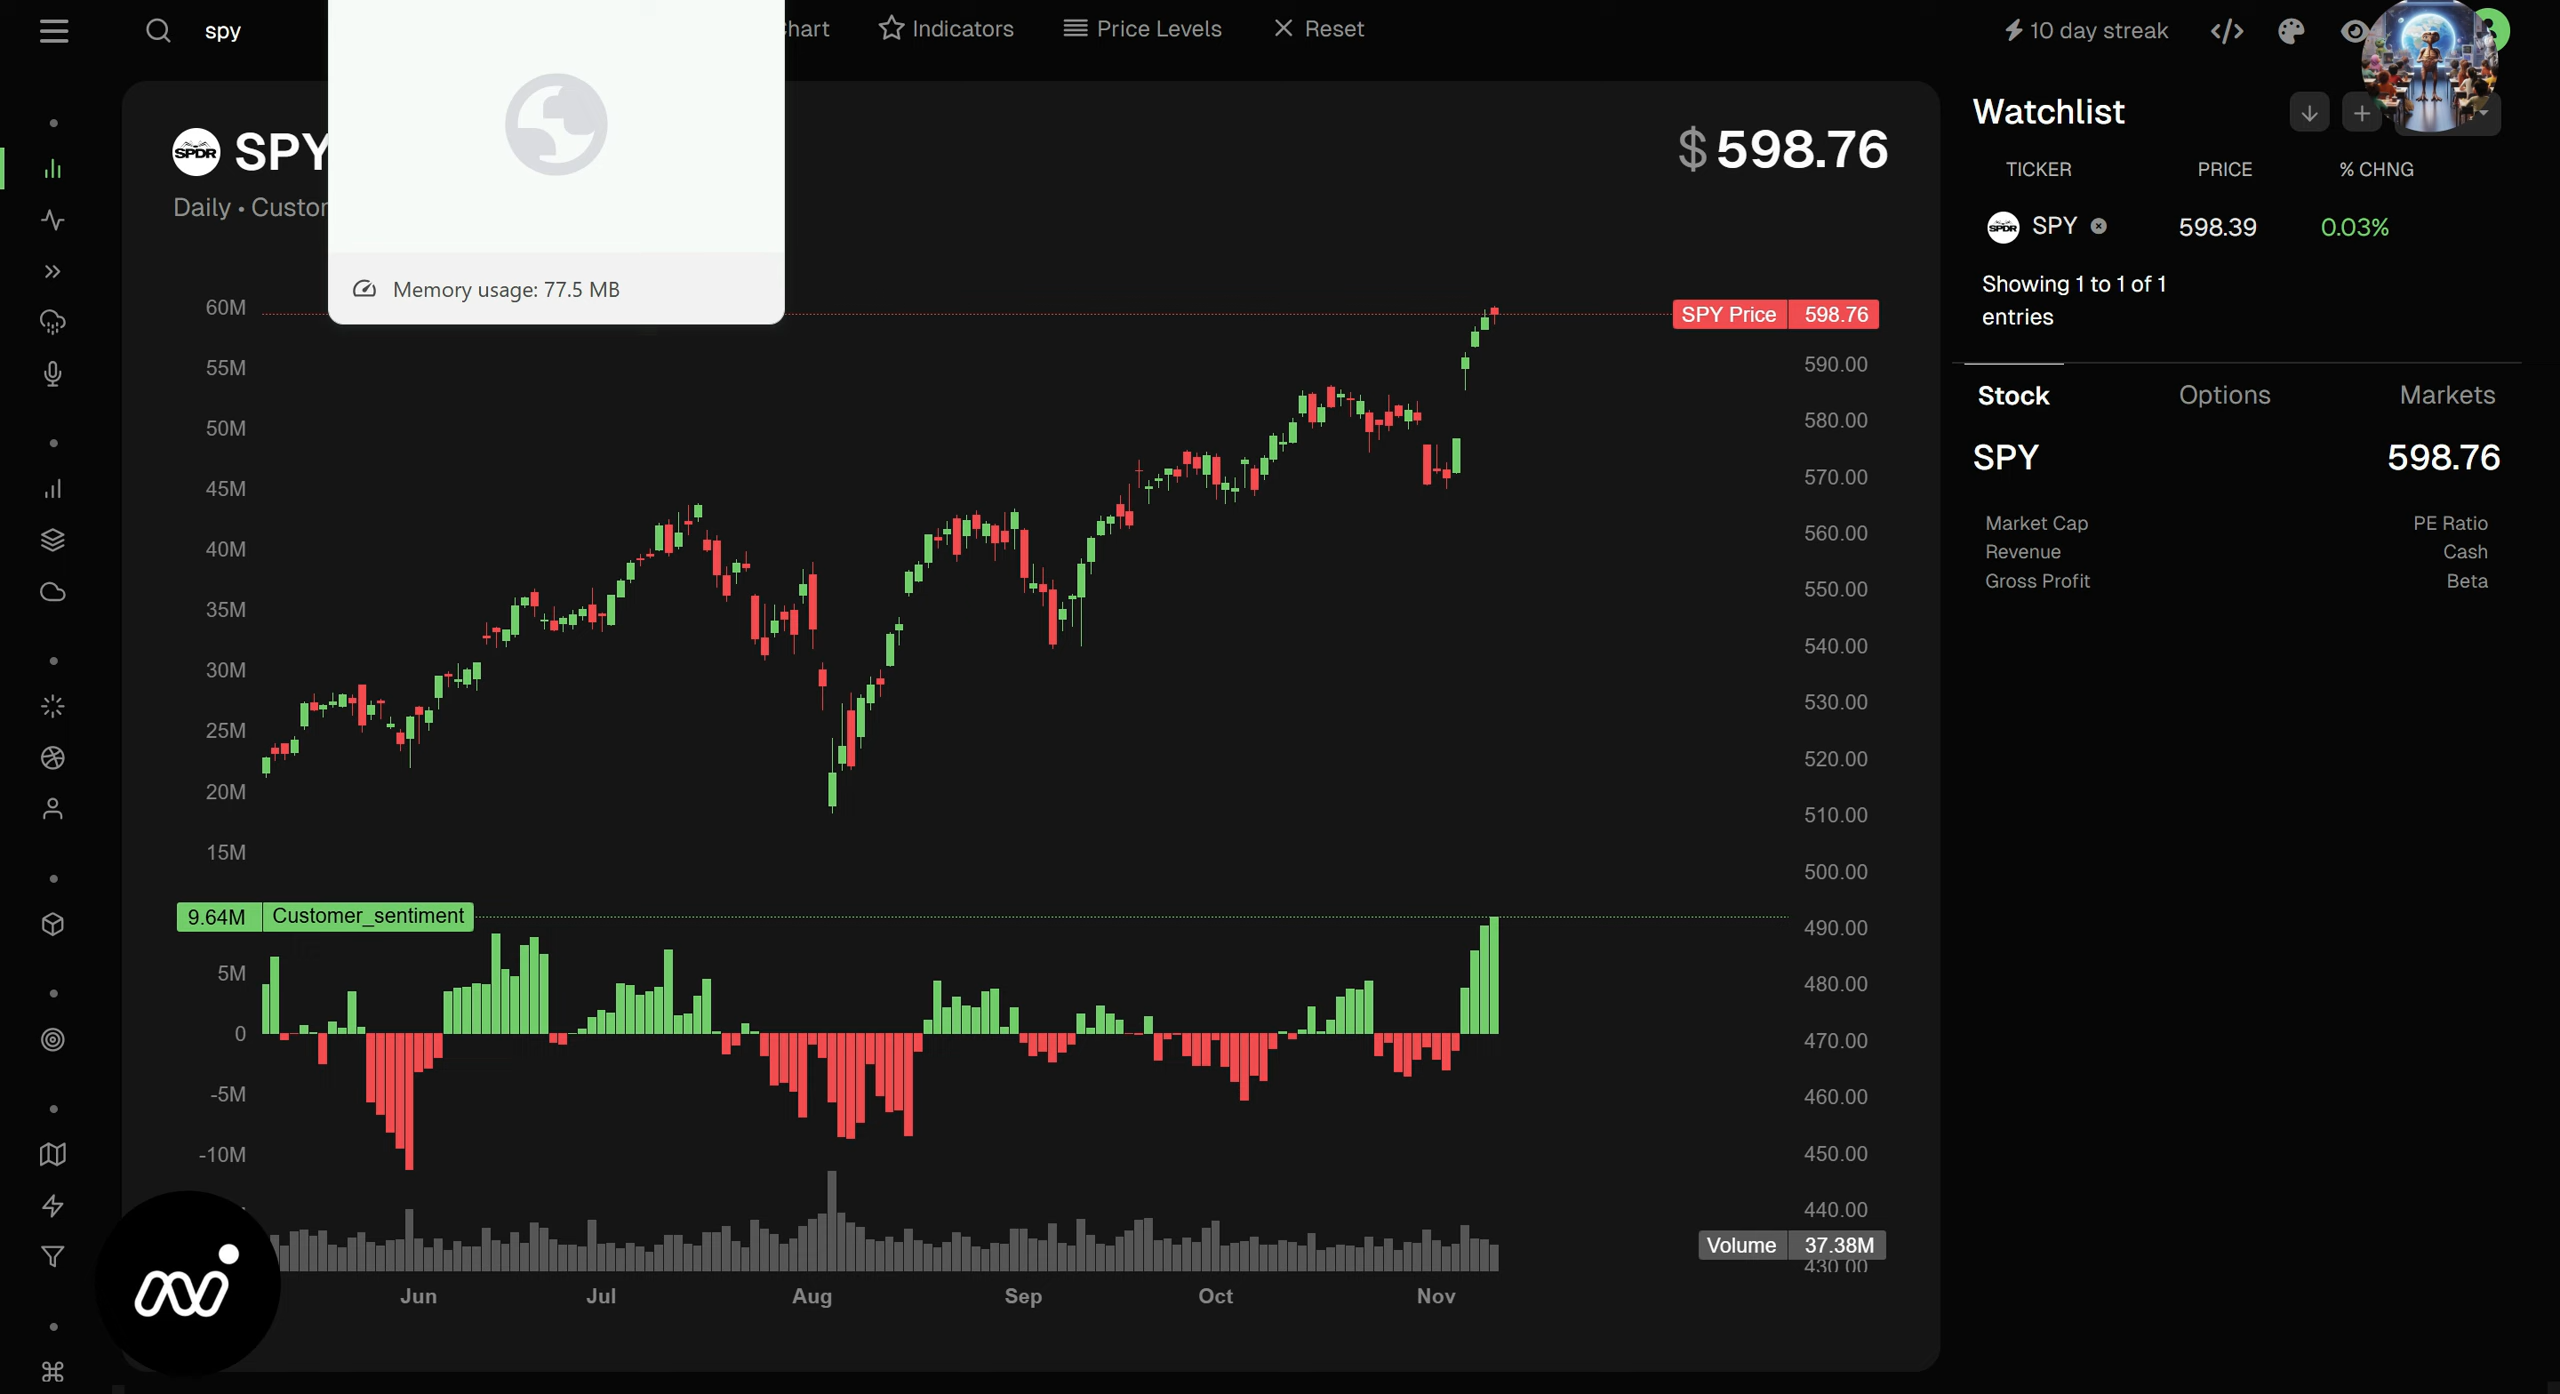 spy
hart
Indicators
Price Levels
Reset
10 day streak
SPDR SPY
$598.76
Daily • Custor
Memory usage: 77.5 MB
Watchlist
TICKER PRICE % CHNG
SPDR SPY 598.39 0.03%
Showing 1 to 1 of 1
entries
Stock Options Markets
SPY 598.76
Market Cap PE Ratio
Revenue Cash
Gross Profit Beta
60M
55M
50M
45M
40M
35M
30M
25M
20M
15M
9.64M Customer_sentiment
5M
0
-5M
-10M
SPY Price 598.76
590.00
580.00
570.00
560.00
550.00
540.00
530.00
520.00
510.00
500.00
490.00
480.00
470.00
460.00
450.00
440.00
Volume 37.38M
430.00
Jun Jul Aug Sep Oct Nov